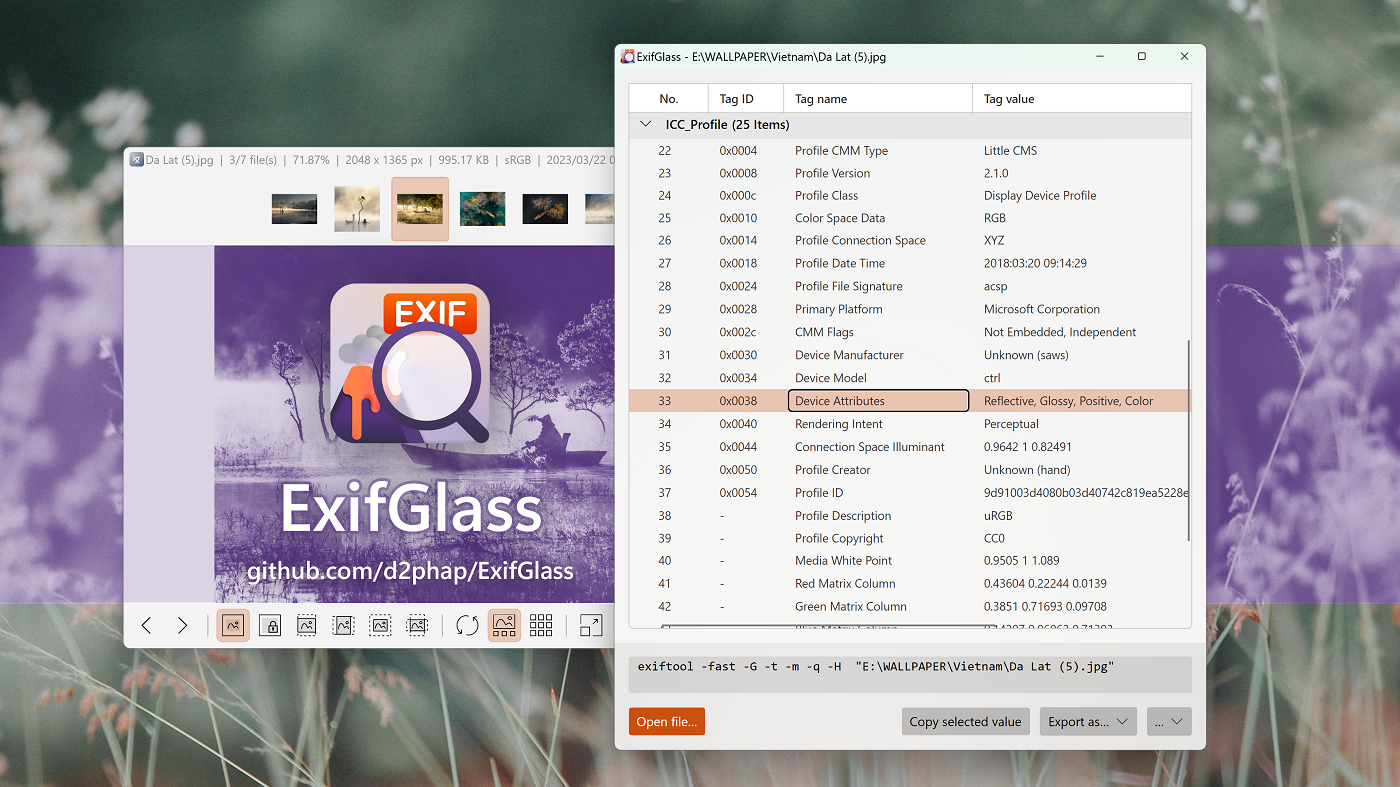 ExifGlass - E:\WALLPAPER\Vietnam\Da Lat (5).jpg
No. Tag ID Tag name Tag value
ICC_Profile (25 Items)
22 0x0004 Profile CMM Type Little CMS
23 0x0008 Profile Version 2.1.0
24 0x000c Profile Class Display Device Profile
25 0x0010 Color Space Data RGB
26 0x0014 Profile Connection Space XYZ
27 0x0018 Profile Date Time 2018:03:20 09:14:29
28 0x0024 Profile File Signature acsp
29 0x0028 Primary Platform Microsoft Corporation
30 0x002c CMM Flags Not Embedded, Independent
31 0x0030 Device Manufacturer Unknown (saws)
32 0x0034 Device Model ctrl
33 0x0038 Device Attributes Reflective, Glossy, Positive, Color
34 0x0040 Rendering Intent Perceptual
35 0x0044 Connection Space Illuminant 0.9642 1 0.82491
36 0x0050 Profile Creator Unknown (hand)
37 0x0054 Profile ID 9d91003d4080b03d40742c819ea5228e
38 - Profile Description uRGB
39 - Profile Copyright CC0
40 - Media White Point 0.9505 1 1.089
41 - Red Matrix Column 0.43604 0.22244 0.0139
42 - Green Matrix Column 0.3851 0.71693 0.09708
exiftool -fast -G -t -m -q -H "E:\WALLPAPER\Vietnam\Da Lat (5).jpg"
Open file... Copy selected value Export as... ...
Da Lat (5).jpg | 3/7 file(s) | 71.87% | 2048 x 1365 px | 995.17 KB | sRGB | 2023/03/22 0
EXIF
ExifGlass
github.com/d2phap/ExifGlass